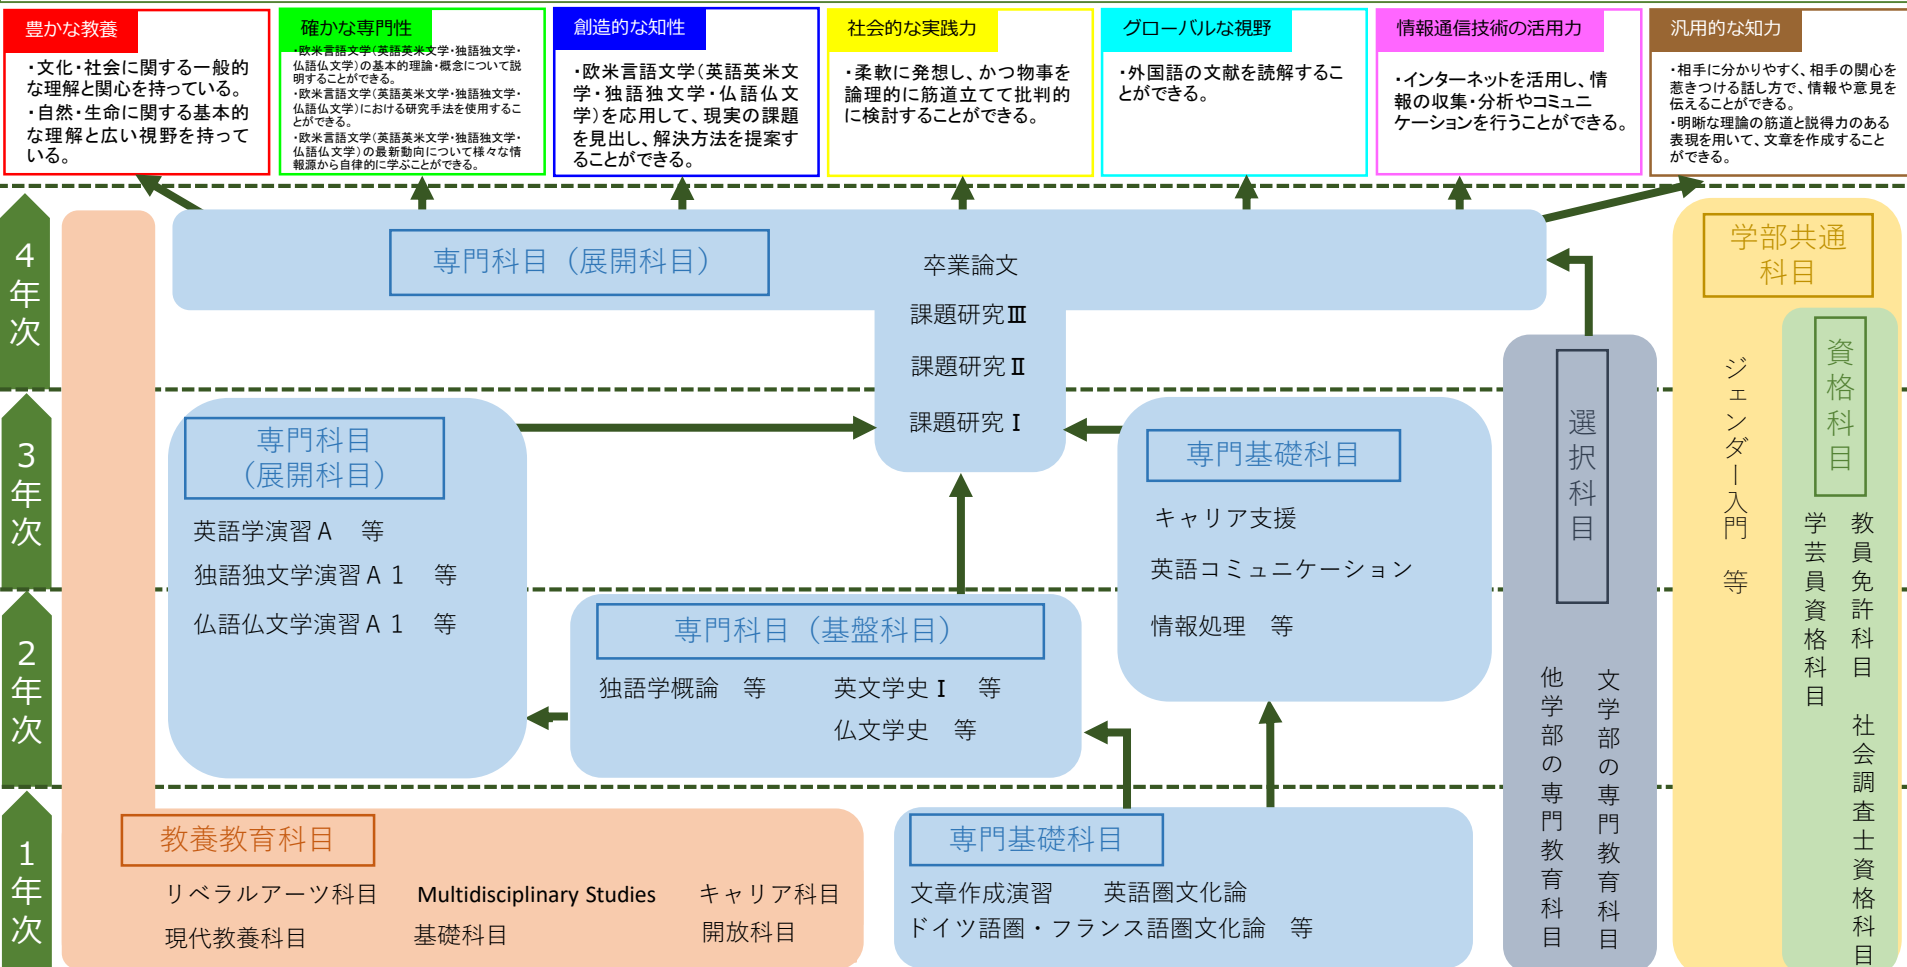 豊かな教養
・文化・社会に関する一般的
な理解と関心を持っている。
・自然・生命に関する基本的
な理解と広い視野を持って
いる。
確かな専門性
・欧米言語文学(英語英米文学・独語独文学・
仏語仏文学)の基本的理論・概念について説
明することができる。
・欧米言語文学(英語英米文学・独語独文学・
仏語仏文学)における研究手法を使用するこ
とができる。
・欧米言語文学(英語英米文学・独語独文学・
仏語仏文学)の最新動向について様々な情
報源から自律的に学ぶことができる。
創造的な知性
・欧米言語文学(英語英米文
学・独語独文学・仏語仏文
学)を応用して、現実の課題
を見出し、解決方法を提案す
ることができる。
社会的な実践力
・柔軟に発想し、かつ物事を
論理的に筋道立てて批判的
に検討することができる。
グローバルな視野
・外国語の文献を読解するこ
とができる。
情報通信技術の活用力
・インターネットを活用し、情
報の収集・分析やコミュニ
ケーションを行うことができる。
汎用的な知力
・相手に分かりやすく、相手の関心を
惹きつける話し方で、情報や意見を
伝えることができる。
・明晰な理論の筋道と説得力のある
表現を用いて、文章を作成すること
ができる。
4年次
専門科目（展開科目）
卒業論文
課題研究Ⅲ
課題研究Ⅱ
課題研究Ⅰ
3年次
専門科目
（展開科目）
英語学演習A　等
独語独文学演習A１　等
仏語仏文学演習A１　等
専門基礎科目
キャリア支援
英語コミュニケーション
情報処理　等
2年次
専門科目（基盤科目）
独語学概論　等
英文学史Ⅰ　等
仏文学史　等
1年次
教養教育科目
リベラルアーツ科目
Multidisciplinary Studies
キャリア科目
現代教養科目
基礎科目
開放科目
専門基礎科目
文章作成演習
英語圏文化論
ドイツ語圏・フランス語圏文化論　等
選択科目
文学部の専門教育科目
他学部の専門教育科目
学部共通
科目
ジェンダー入門　等
資格科目
教員免許科目　社会調査士資格科目
学芸員資格科目